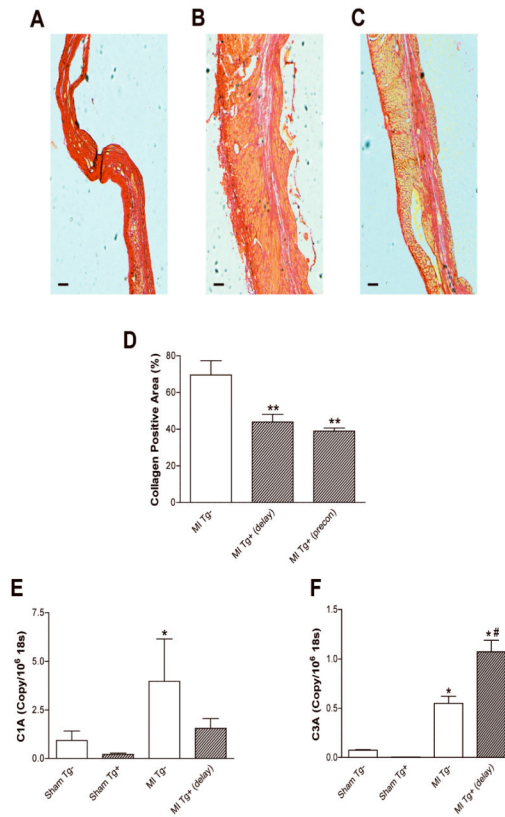 A B C
D
Collagen Positive Area (%)
80
60
40
20
0
**
**
MI Tg-
MI Tg+ (delay)
MI Tg+ (precon)
E
C1A (Copy/10⁶ 18s)
7.5
5.0
2.5
0.0
*
Sham Tg-
Sham Tg+
MI Tg-
MI Tg+ (delay)
F
C3A (Copy/10⁶ 18s)
1.5
1.0
0.5
0.0
*
*#
Sham Tg-
Sham Tg+
MI Tg-
MI Tg+ (delay)